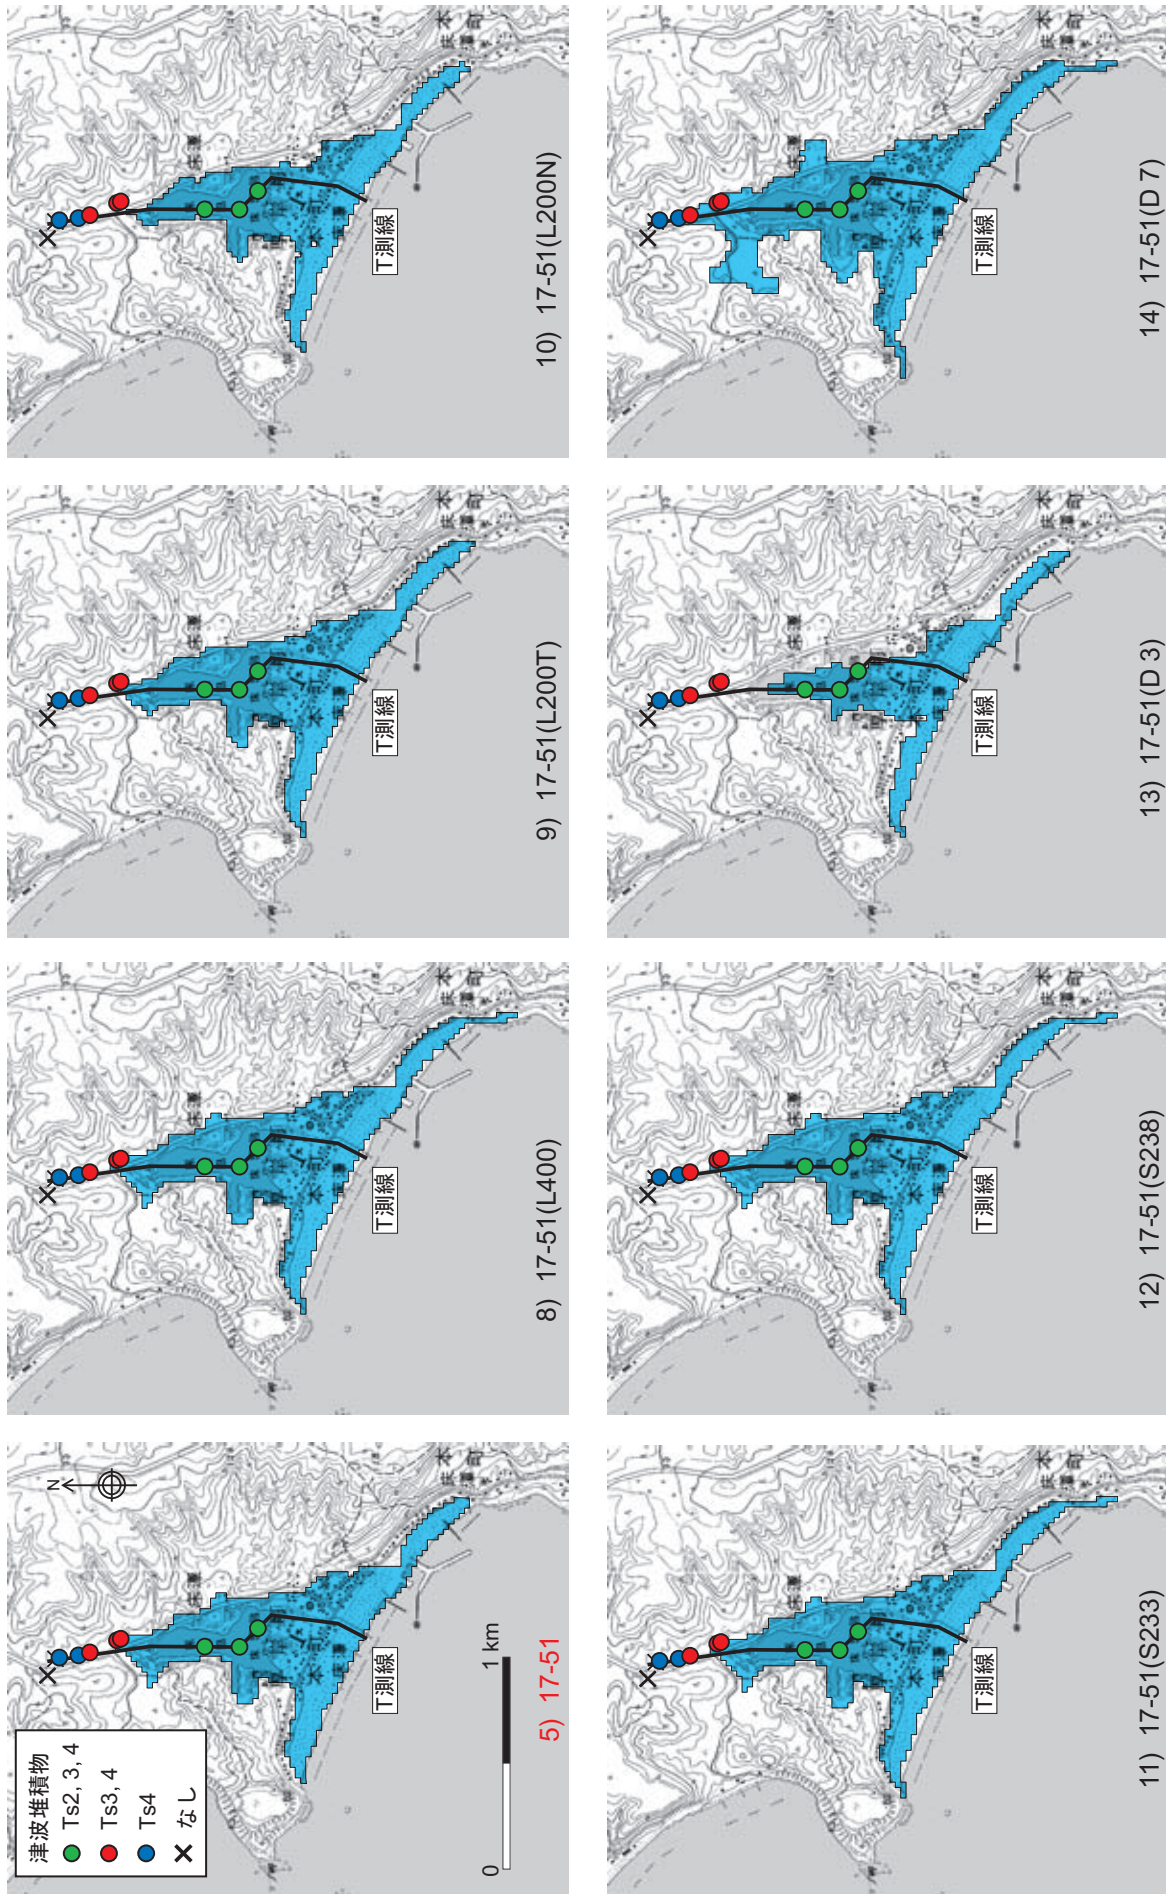 津波堆積物
Ts2, 3, 4
Ts3, 4
Ts4
なし
N
0
1 km
T測線
5) 17-51
T測線
8) 17-51(L400)
T測線
9) 17-51(L200T)
T測線
10) 17-51(L200N)
T測線
11) 17-51(S233)
T測線
12) 17-51(S238)
T測線
13) 17-51(D 3)
T測線
14) 17-51(D 7)